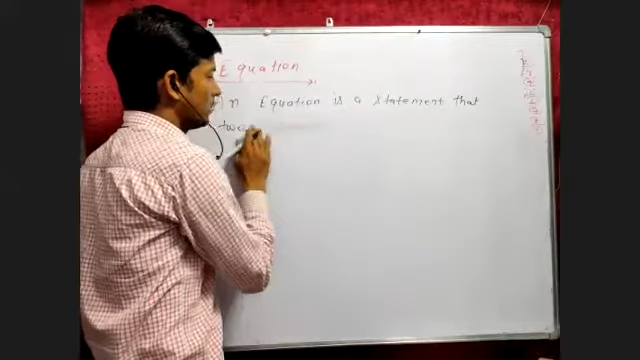 Equation
An Equation is a statement that
two